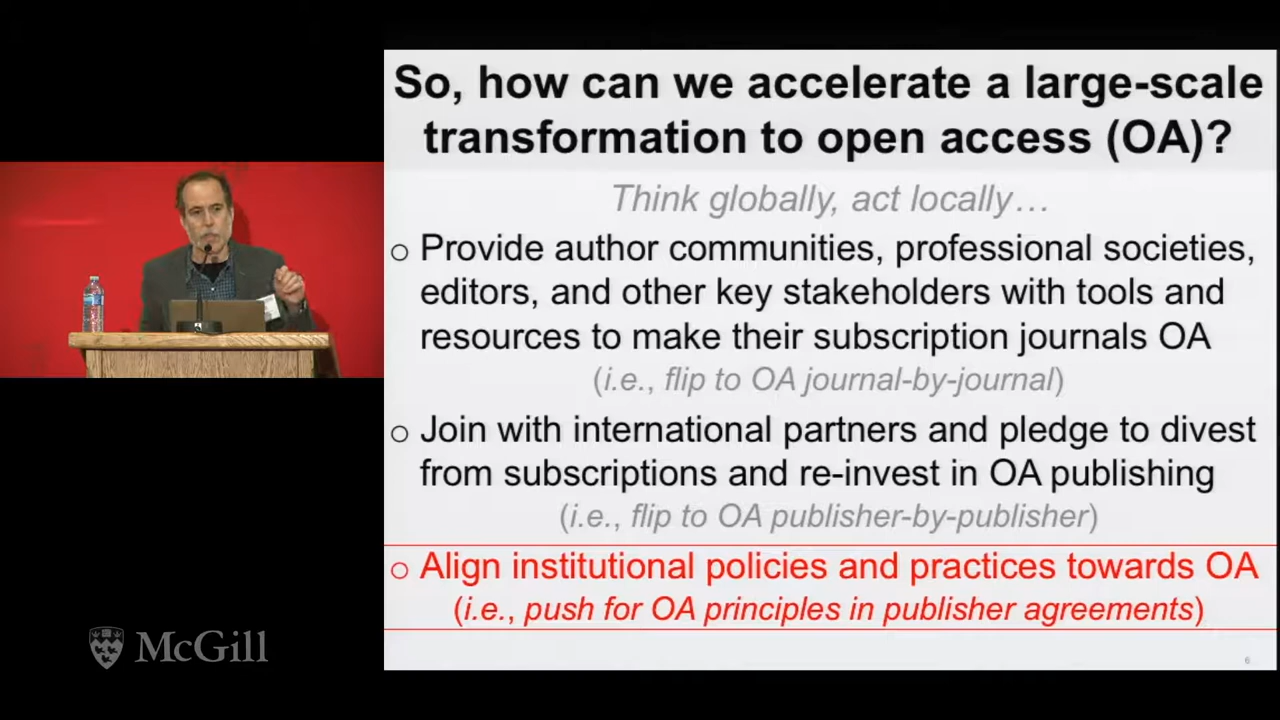 So, how can we accelerate a large-scale
transformation to open access (OA)?
Think globally, act locally…
o Provide author communities, professional societies,
editors, and other key stakeholders with tools and
resources to make their subscription journals OA
(i.e., flip to OA journal-by-journal)
o Join with international partners and pledge to divest
from subscriptions and re-invest in OA publishing
(i.e., flip to OA publisher-by-publisher)
o Align institutional policies and practices towards OA
(i.e., push for OA principles in publisher agreements)
6
McGill